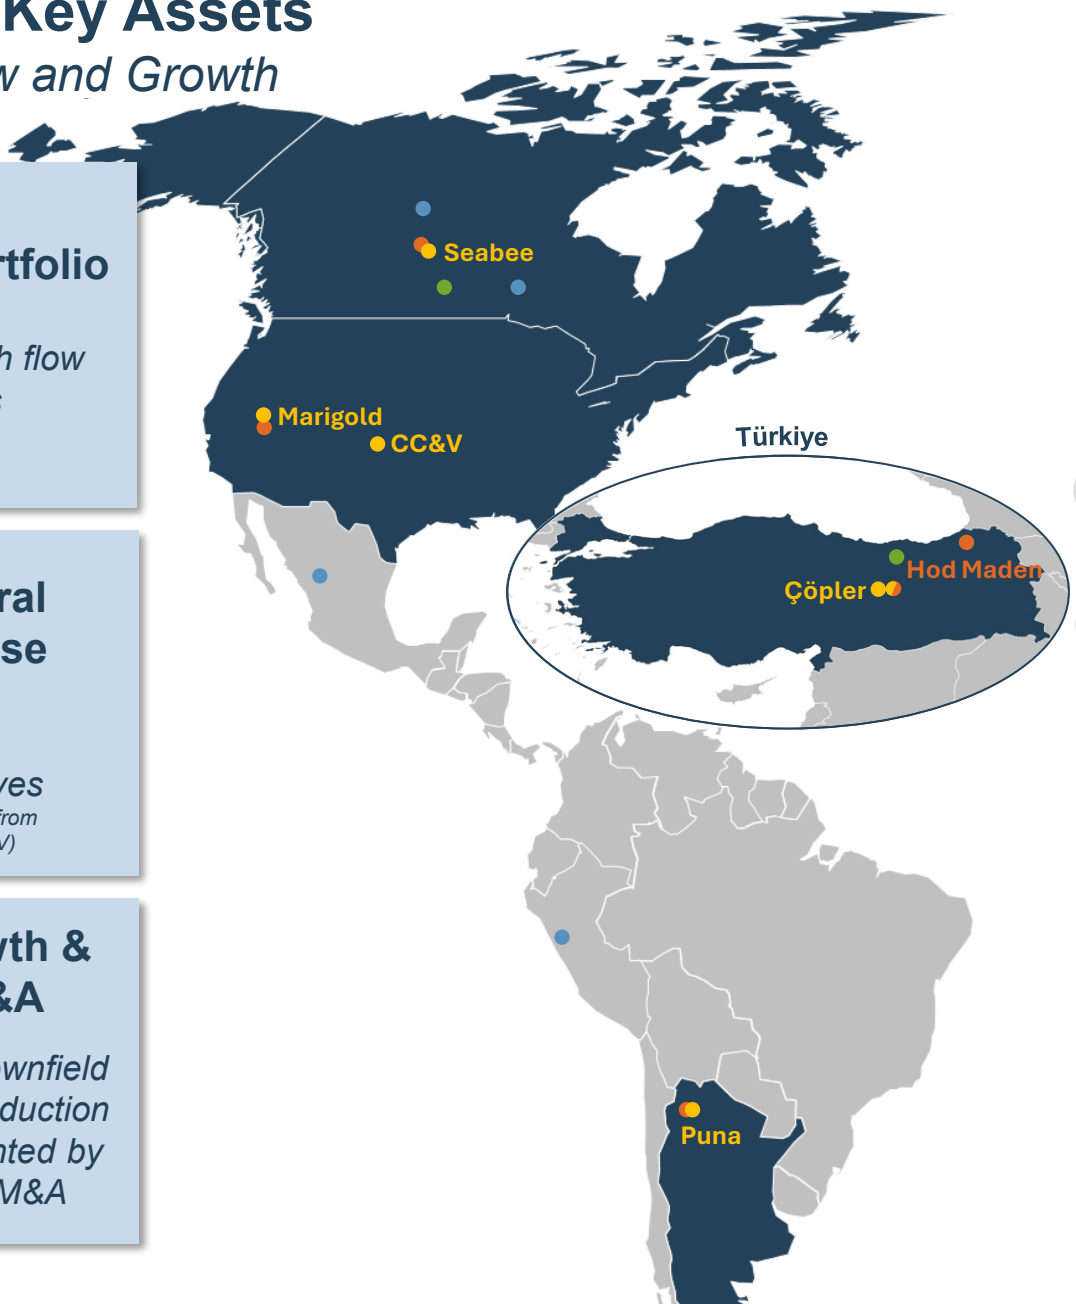 Key Assets
w and Growth
rtfolio
h flow
s
ral
se
ves
from
V)
wth &
&A
ownfield
duction
nted by
M&A
Seabee
Marigold
CC&V
Türkiye
Hod Maden
Çöpler
Puna